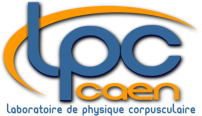 lpc
caen
laboratoire de physique corpusculaire